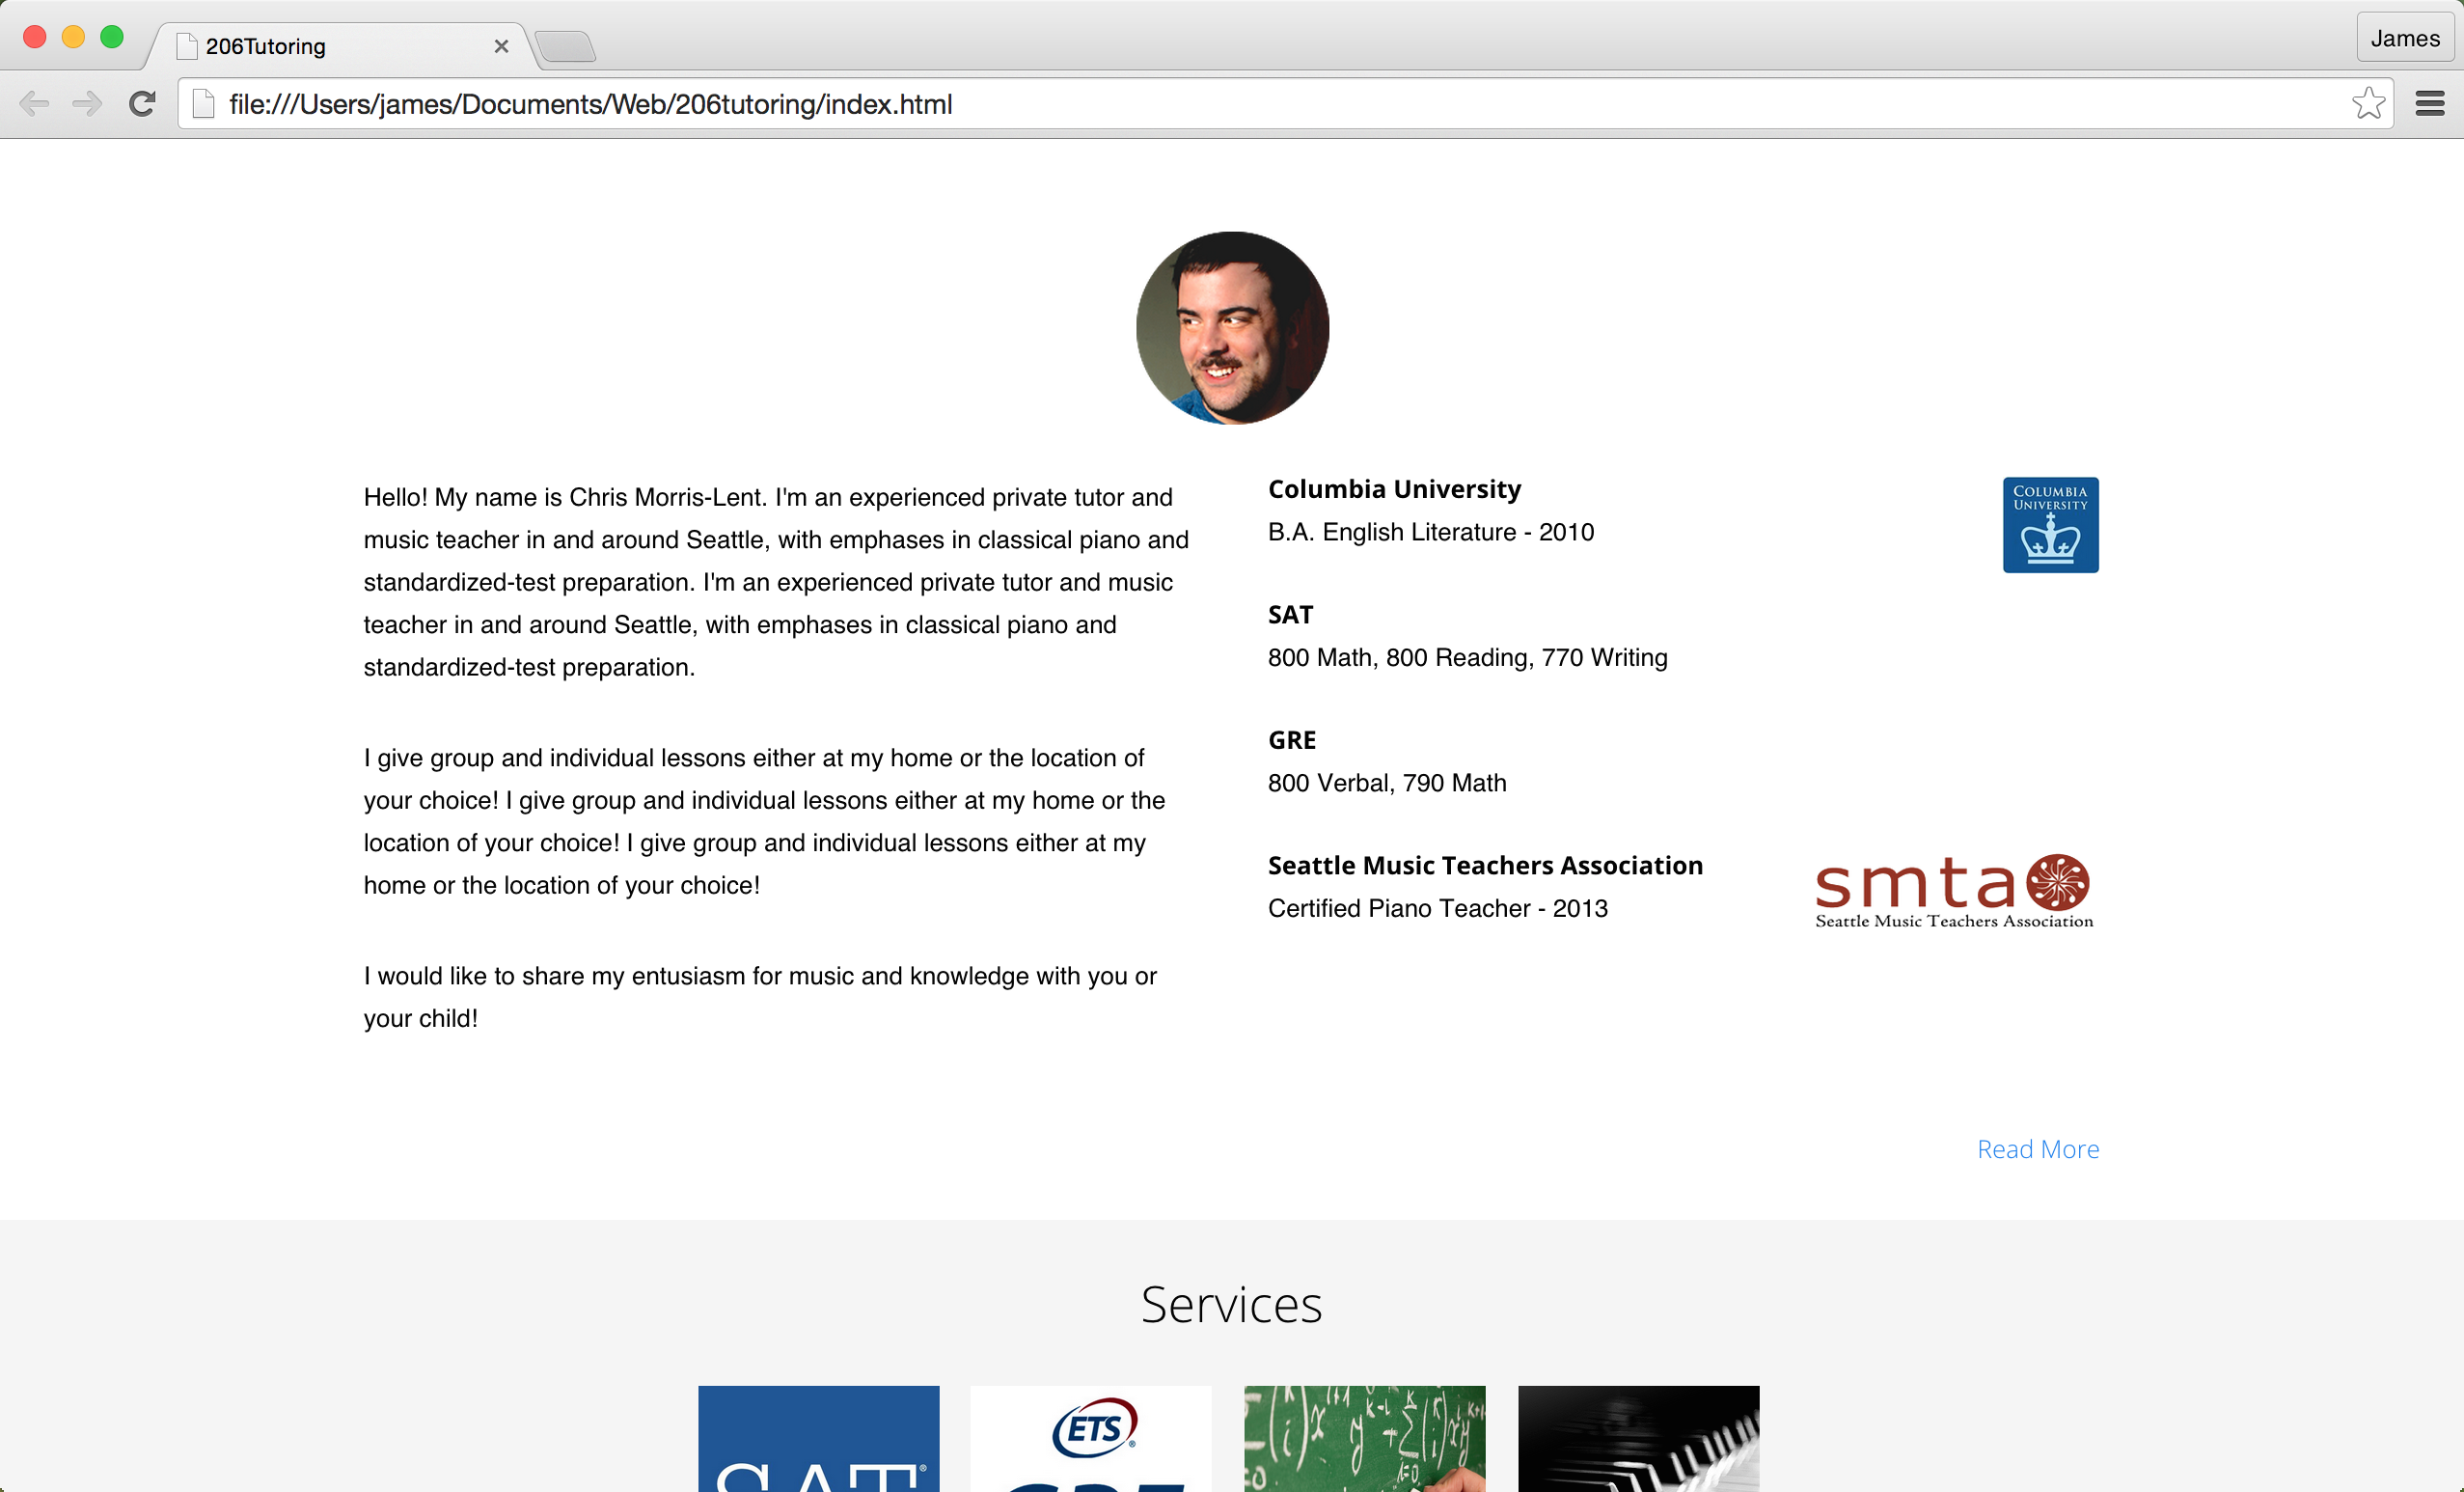 206Tutoring
James
file:///Users/james/Documents/Web/206tutoring/index.html
Hello! My name is Chris Morris-Lent. I'm an experienced private tutor and
music teacher in and around Seattle, with emphases in classical piano and
standardized-test preparation. I'm an experienced private tutor and music
teacher in and around Seattle, with emphases in classical piano and
standardized-test preparation.
I give group and individual lessons either at my home or the location of
your choice! I give group and individual lessons either at my home or the
location of your choice! I give group and individual lessons either at my
home or the location of your choice!
I would like to share my entusiasm for music and knowledge with you or
your child!
Columbia University
B.A. English Literature - 2010
COLUMBIA
UNIVERSITY
SAT
800 Math, 800 Reading, 770 Writing
GRE
800 Verbal, 790 Math
Seattle Music Teachers Association
Certified Piano Teacher - 2013
smta
Seattle Music Teachers Association
Read More
Services
SAT®
ETS®
GRE